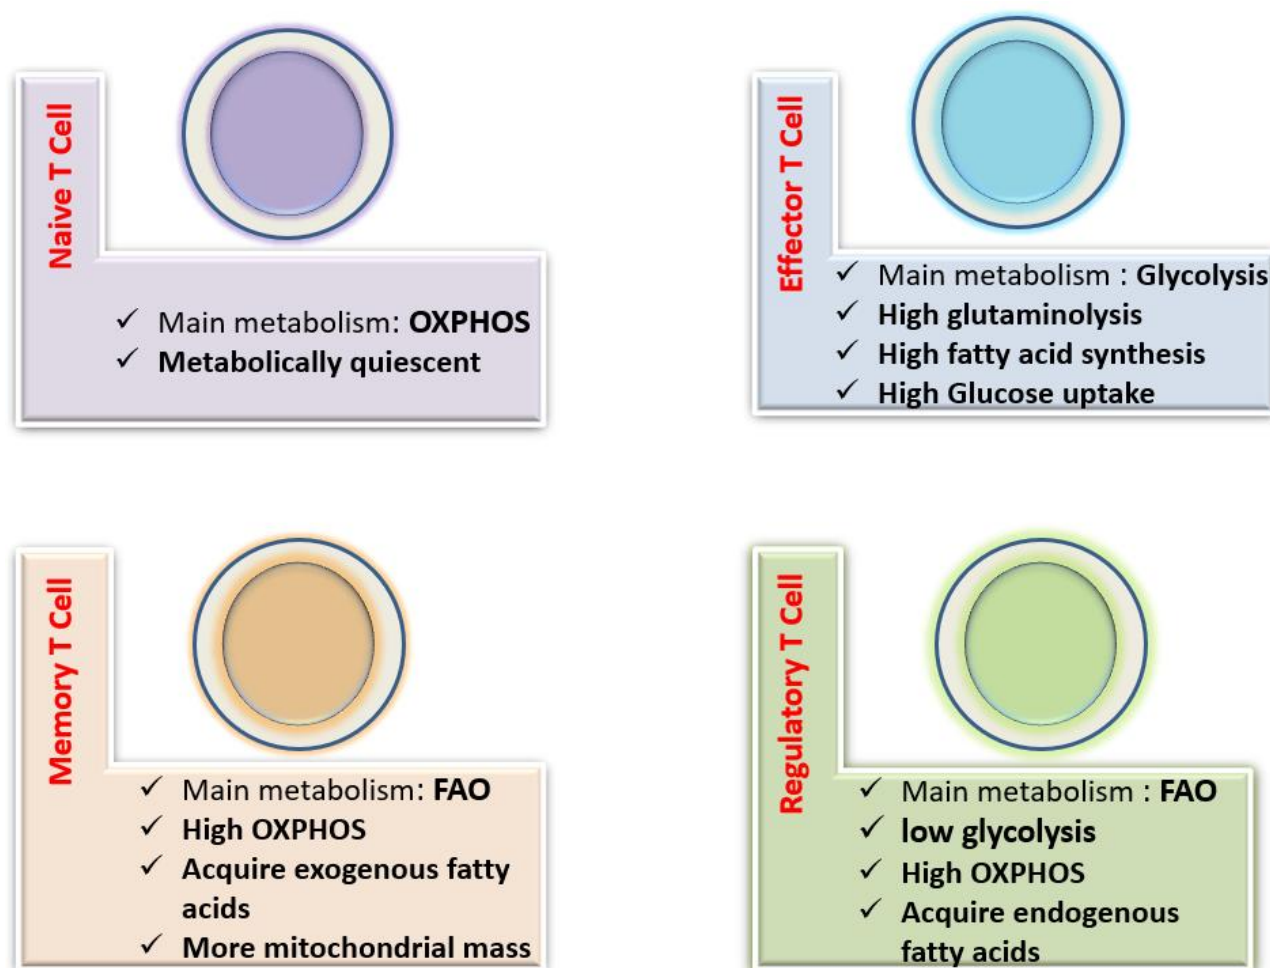 Naive T Cell
✓ Main metabolism: OXPHOS
✓ Metabolically quiescent
Effector T Cell
✓ Main metabolism : Glycolysis
✓ High glutaminolysis
✓ High fatty acid synthesis
✓ High Glucose uptake
Memory T Cell
✓ Main metabolism: FAO
✓ High OXPHOS
✓ Acquire exogenous fatty
acids
✓ More mitochondrial mass
Regulatory T Cell
✓ Main metabolism : FAO
✓ low glycolysis
✓ High OXPHOS
✓ Acquire endogenous
fatty acids